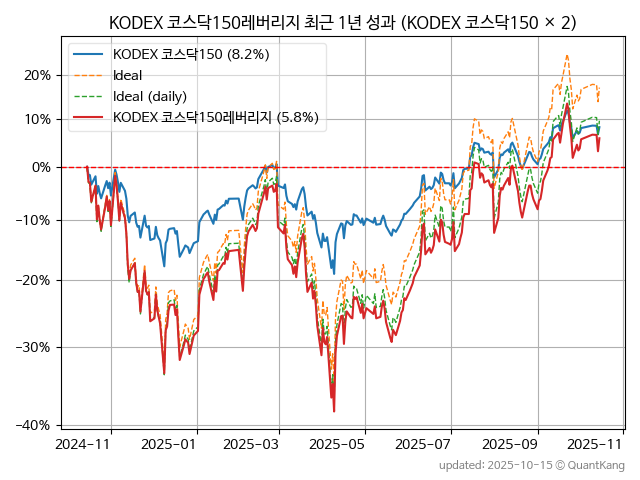 KODEX 코스닥150레버리지 최근 1년 성과 (KODEX 코스닥150 × 2)
KODEX 코스닥150 (8.2%)
Ideal
Ideal (daily)
KODEX 코스닥150레버리지 (5.8%)
20%
10%
0%
−10%
−20%
−30%
−40%
2024−11
2025−01
2025−03
2025−05
2025−07
2025−09
2025−11
updated: 2025-10-15 ⓒ QuantKang